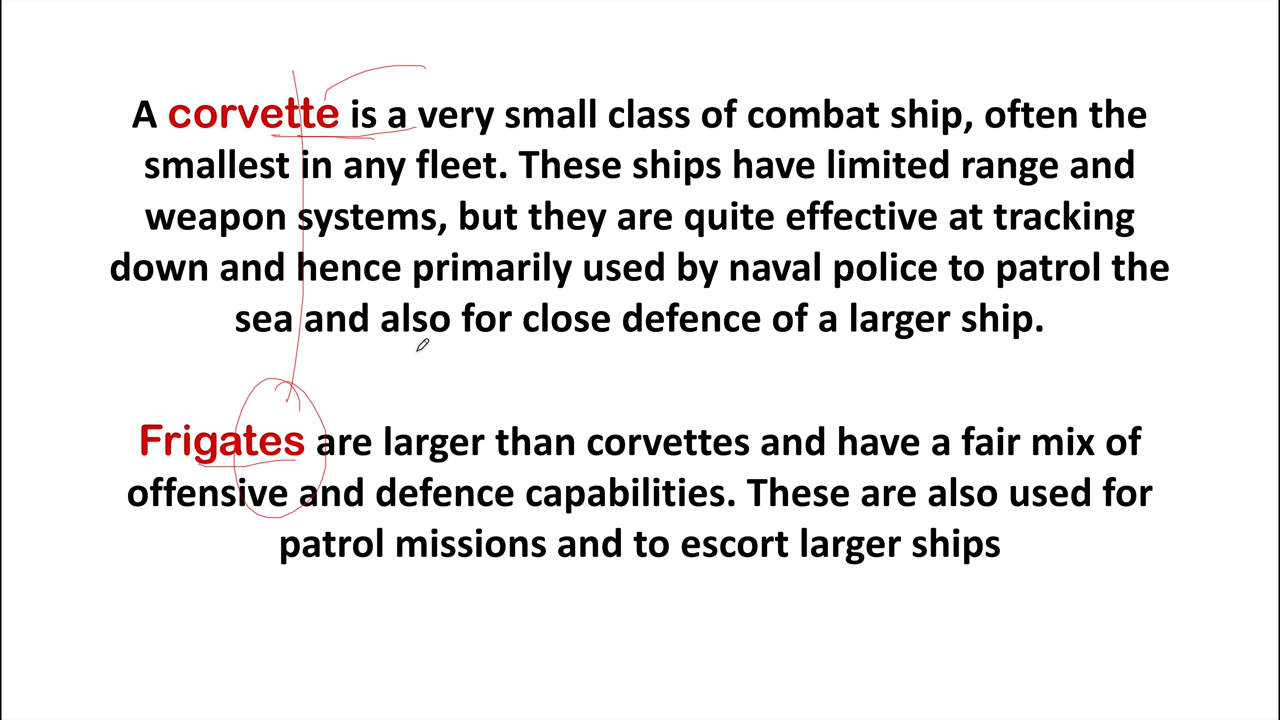 A corvette is a very small class of combat ship, often the
smallest in any fleet. These ships have limited range and
weapon systems, but they are quite effective at tracking
down and hence primarily used by naval police to patrol the
sea and also for close defence of a larger ship.
Frigates are larger than corvettes and have a fair mix of
offensive and defence capabilities. These are also used for
patrol missions and to escort larger ships